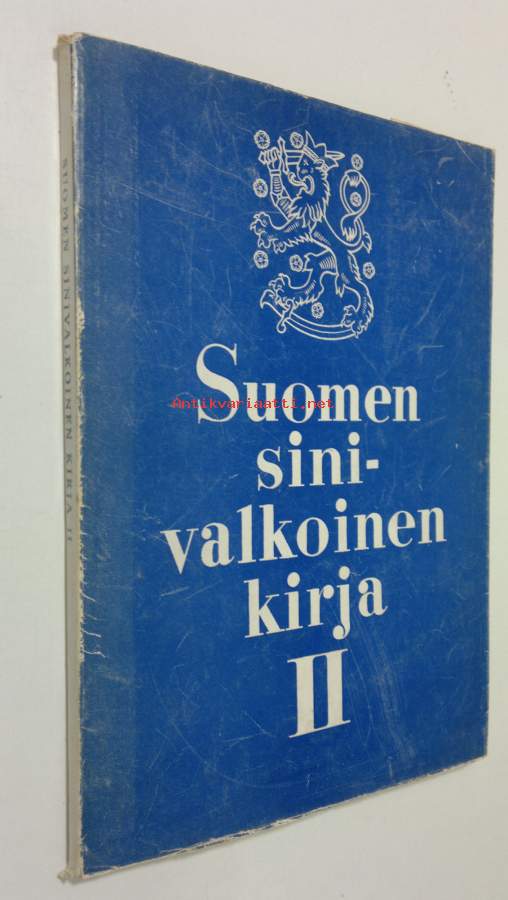 Suomen
sini-
valkoinen
kirja
II
SUOMEN SINIVALKOINEN KIRJA II
Antikvariaatti.net